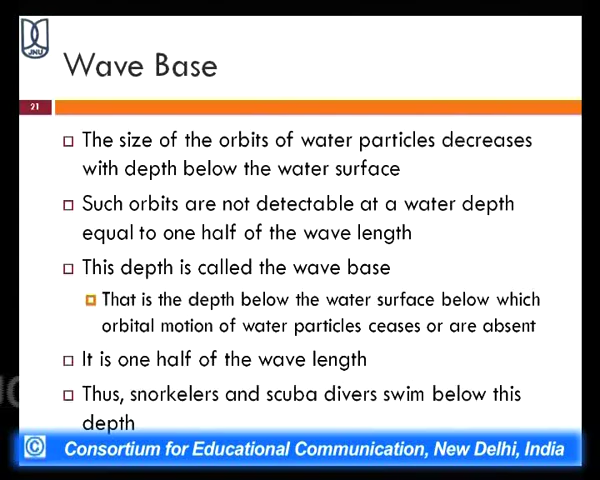 JNU
Wave Base
21
The size of the orbits of water particles decreases
with depth below the water surface
Such orbits are not detectable at a water depth
equal to one half of the wave length
This depth is called the wave base
That is the depth below the water surface below which
orbital motion of water particles ceases or are absent
It is one half of the wave length
Thus, snorkelers and scuba divers swim below this
depth
© Consortium for Educational Communication, New Delhi, India